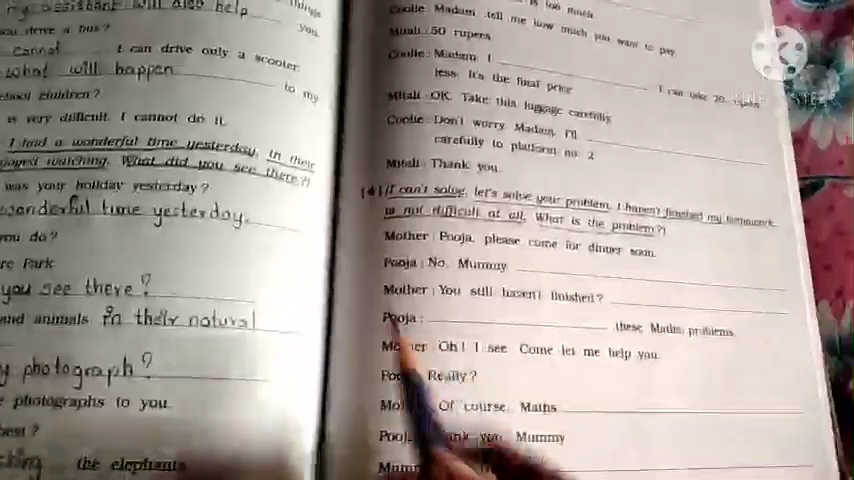 my assistant will also help things
you.
you drive a bus?
cannot I can drive only a scooter.
what will happen to my
school children?
is very difficult I cannot do it.
I had a wonderful time yesterday, In their
joyed watching, What did you see there?)
was your holiday yesterday?
wonderful time yesterday.
you do?
Park
you see there?
and animals in their natural
photograph?
photographs to you.
best?
the elephants
is too much.
Coolie: Madam, tell me how much you want to pay.
Mitali: 50 rupees.
Coolie: Madam, I I can take 20 rupees
less. It's the final price
Mitali: OK. Take this luggage carefully.
Coolie: Don't worry, Madam, I'll
carefully to platform no. 2
Mitali: Thank you.
(4) (I can't solve, let's solve your problem, I haven't finished my homework,
is not difficult at all, What is the problem?)
Mother: Pooja, please come for dinner soon.
Pooja: No, Mummy
Mother: You still haven't finished?
Pooja: these Maths problems.
Mother: Oh! I see. Come let me help you.
Really?
Of course, Maths
you, Mummy
Mumm
KINEMASTER